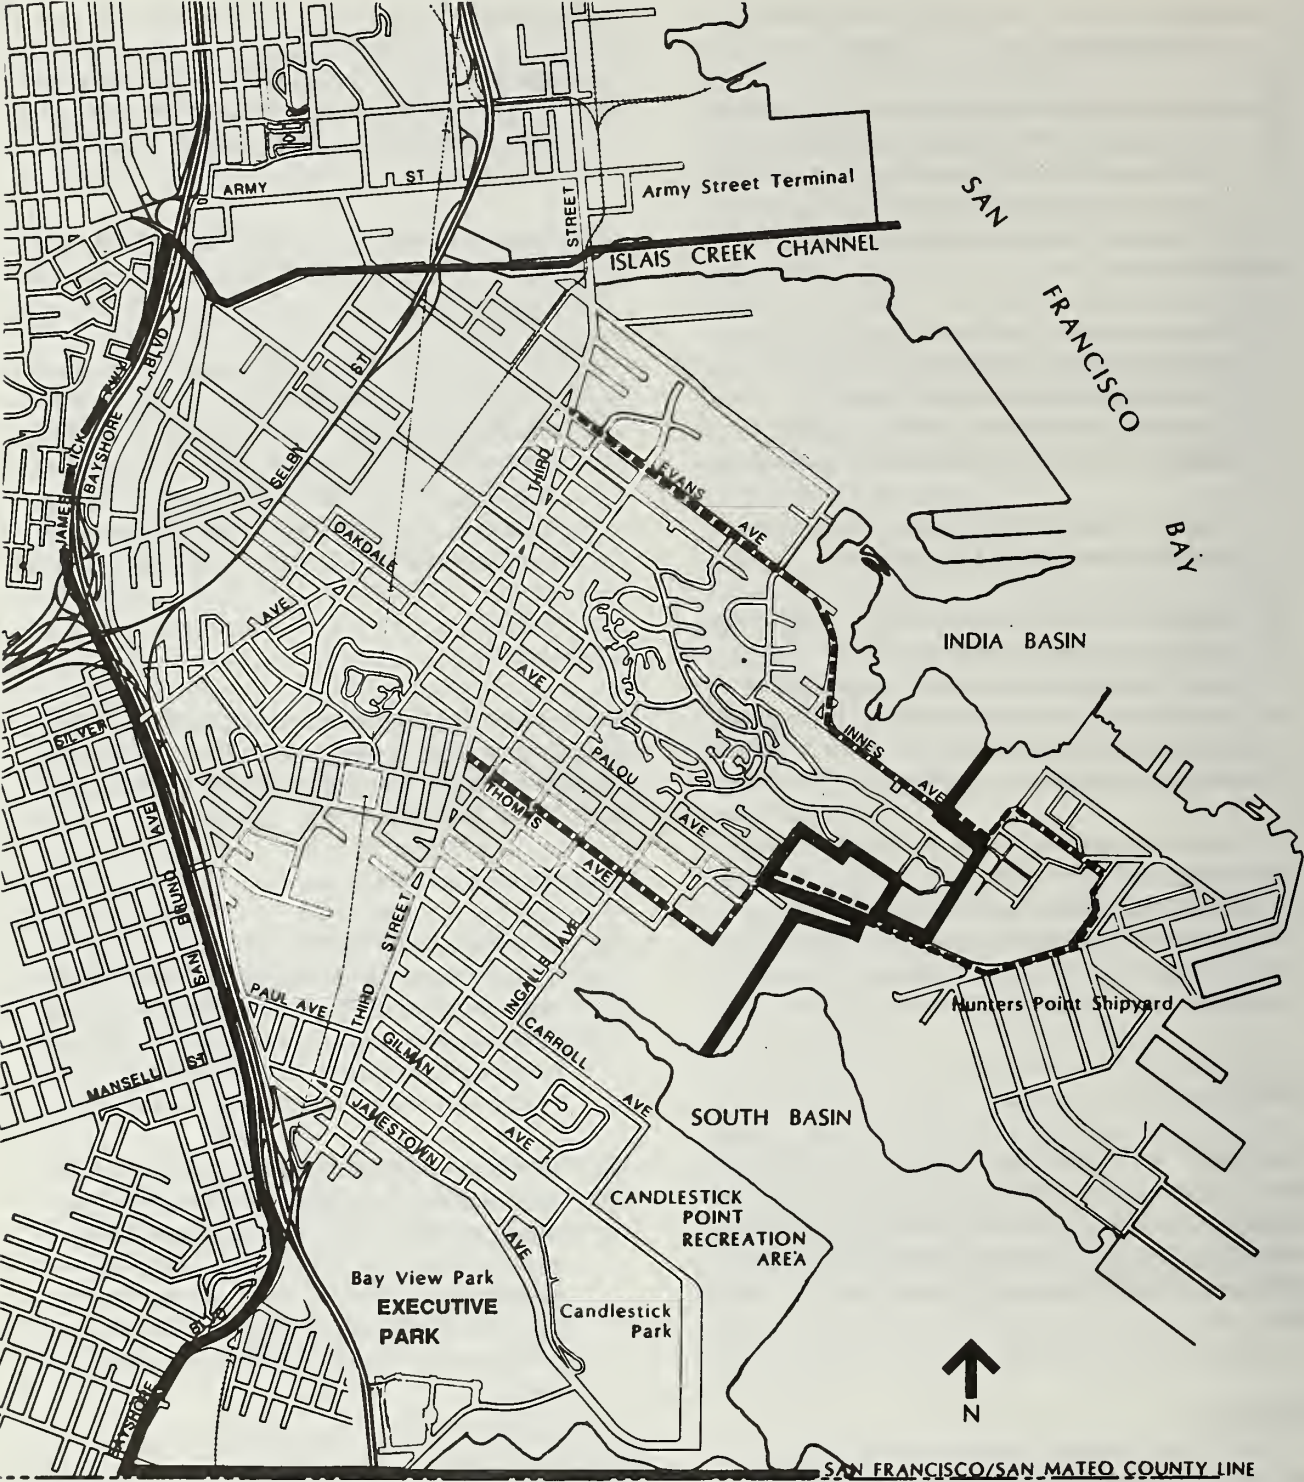 ARMY ST
STREET
Army Street Terminal
ISLAIS CREEK CHANNEL
SAN
FRANCISCO
BAY
JAMES LICK FRWY
BAYSHORE BLVD
SELBY ST
THIRD
EVANS AVE
OAKDALE
AVE
AVE
INDIA BASIN
SILVER
INNES AVE
PALOU AVE
THOMAS AVE
SAN BRUNO AVE
THIRD STREET
INGALLS AVE
PAUL AVE
Hunters Point Shipyard
GILMAN AVE
CARROLL AVE
MANSELL ST
JAMESTOWN AVE
SOUTH BASIN
CANDLESTICK
POINT
RECREATION
AREA
Bay View Park
EXECUTIVE
PARK
Candlestick
Park
BAYSHORE BLVD
N
SAN FRANCISCO/SAN MATEO COUNTY LINE